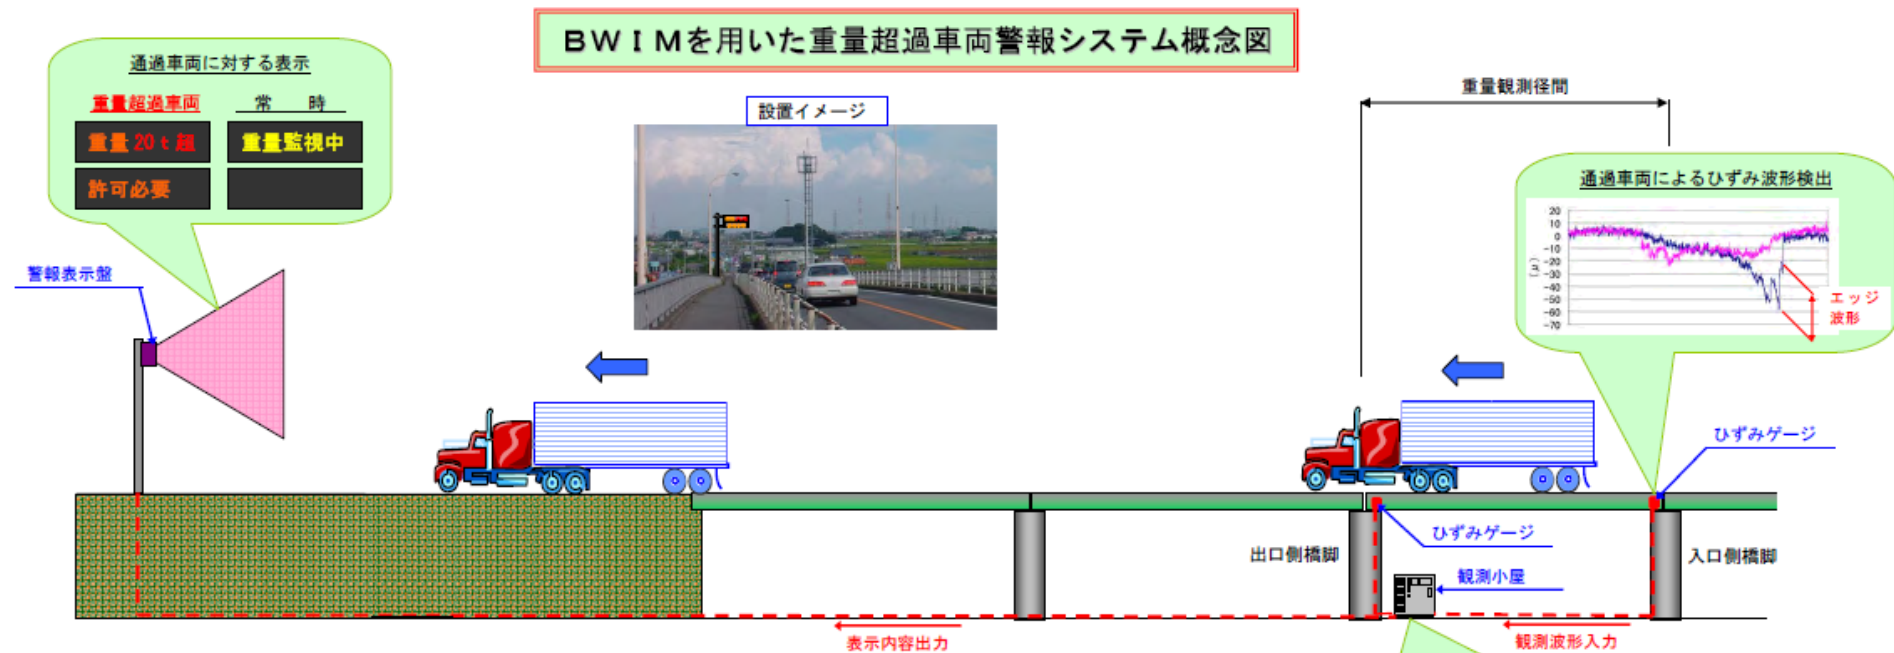 BWIMを用いた重量超過車両警報システム概念図
通過車両に対する表示
重量超過車両
常　時
重量20t超
重量監視中
許可必要
警報表示盤
設置イメージ
重量観測径間
通過車両によるひずみ波形検出
20
10
0
-10
-20
-30
-40
-50
-60
-70
(μ)
エッジ
波形
ひずみゲージ
ひずみゲージ
出口側橋脚
入口側橋脚
観測小屋
表示内容出力
観測波形入力